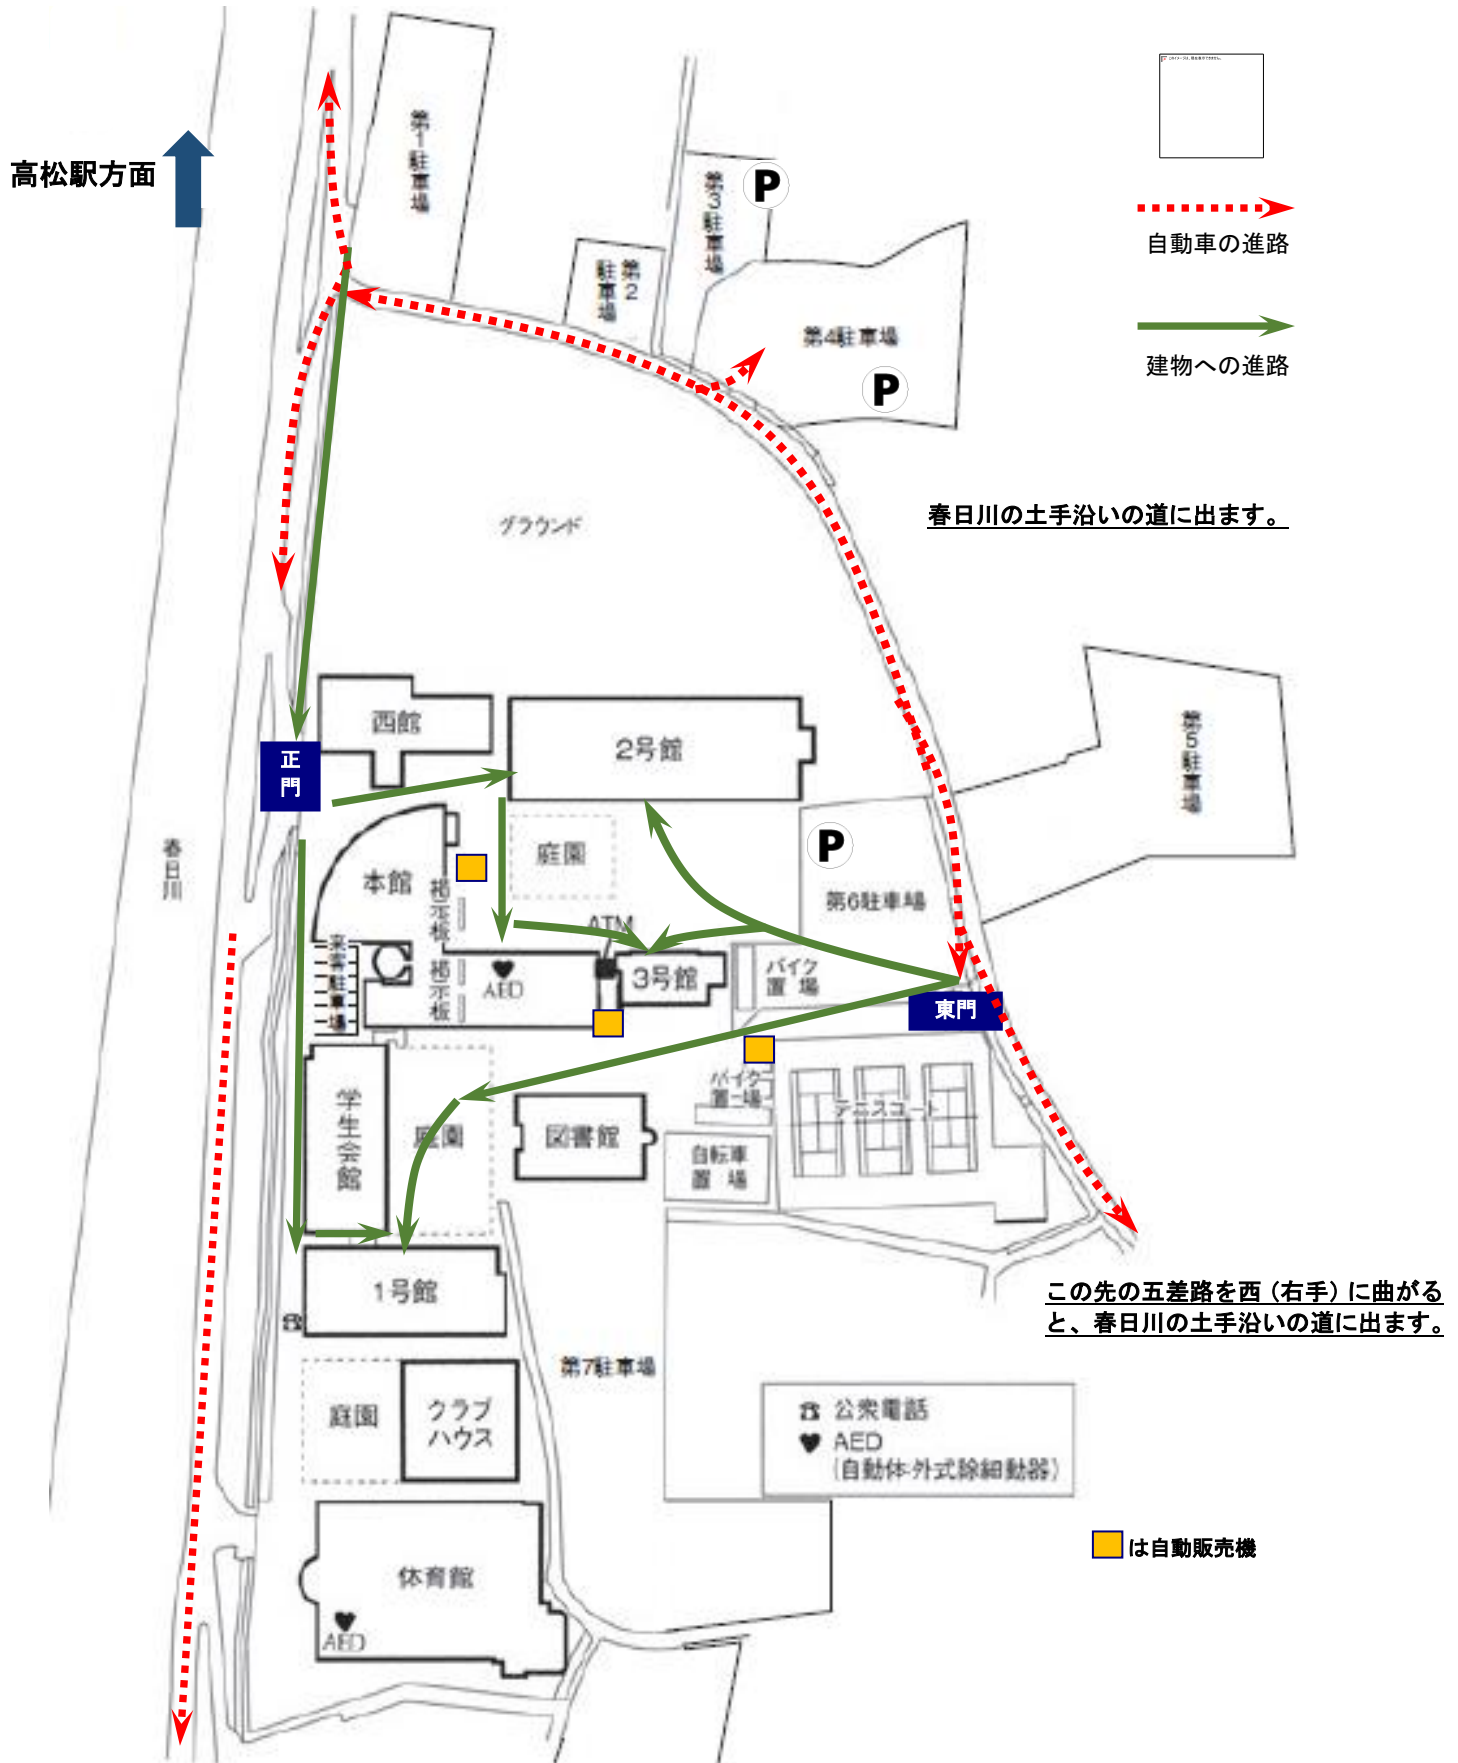 高松駅方面
第1駐車場
第2
駐車場
第3駐車場
P
第4駐車場
P
自動車の進路
建物への進路
グラウンド
春日川の土手沿いの道に出ます。
西館
2号館
正
門
第5駐車場
春日川
本館
掲示板
庭園
P
第6駐車場
ATM
掲示板
AED
3号館
バイク
置場
東門
来客駐車場
学生会館
庭園
図書館
バイク
置場
テニスコート
自転車
置場
1号館
この先の五差路を西（右手）に曲がる
と、春日川の土手沿いの道に出ます。
第7駐車場
庭園
クラブ
ハウス
公衆電話
AED
(自動体外式除細動器)
は自動販売機
体育館
AED